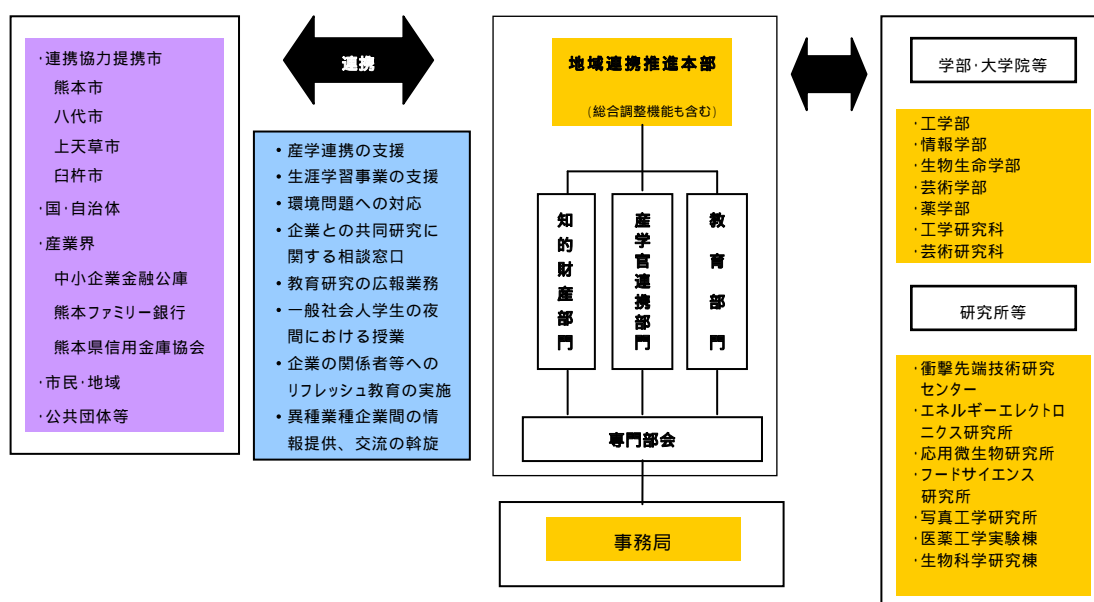 ・連携協力提携市
熊本市
八代市
上天草市
臼杵市
・国・自治体
・産業界
中小企業金融公庫
熊本ファミリー銀行
熊本県信用金庫協会
・市民・地域
・公共団体等
連携
• 産学連携の支援
• 生涯学習事業の支援
• 環境問題への対応
• 企業との共同研究に
関する相談窓口
• 教育研究の広報業務
• 一般社会人学生の夜
間における授業
• 企業の関係者等への
リフレッシュ教育の実施
• 異種業種企業間の情
報提供、交流の斡旋
地域連携推進本部
(総合調整機能も含む)
知的財産部門
産学官連携部門
教育部門
専門部会
事務局
学部・大学院等
・工学部
・情報学部
・生物生命学部
・芸術学部
・薬学部
・工学研究科
・芸術研究科
研究所等
・衝撃先端技術研究
センター
・エネルギーエレクトロ
ニクス研究所
・応用微生物研究所
・フードサイエンス
研究所
・写真工学研究所
・医薬工学実験棟
・生物科学研究棟